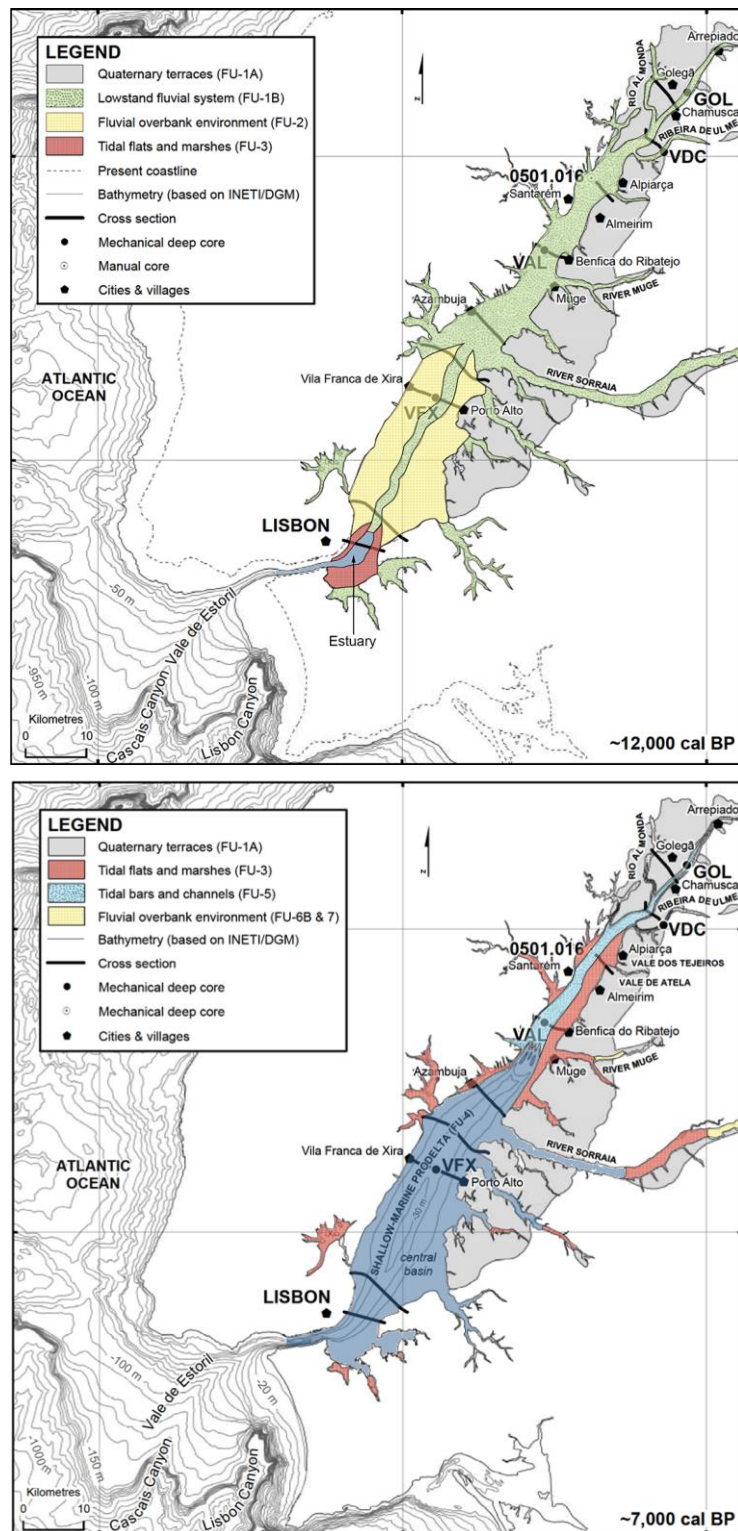 LEGEND
Quaternary terraces (FU-1A)
Lowstand fluvial system (FU-1B)
Fluvial overbank environment (FU-2)
Tidal flats and marshes (FU-3)
Present coastline
Bathymetry (based on INETI/DGM)
Cross section
Mechanical deep core
Manual core
Cities & villages
z
Arrepiado
RIO ALMONDA
Golegã
GOL
Chamusca
RIBEIRA DE ULME
VDC
0501.016
Santarém
Alpiarça
Almeirim
VAL
Benfica do Ribatejo
Azambuja
Muge
RIVER MUGE
ATLANTIC
OCEAN
Vila Franca de Xira
VFX
Porto Alto
RIVER SORRAIA
LISBON
Estuary
-50 m
Vale de Estoril
-100 m
-950 m
Cascais Canyon
Lisbon Canyon
Kilometres
0 10
~12,000 cal BP
LEGEND
Quaternary terraces (FU-1A)
Tidal flats and marshes (FU-3)
Tidal bars and channels (FU-5)
Fluvial overbank environment (FU-6B & 7)
Bathymetry (based on INETI/DGM)
Cross section
Mechanical deep core
Mechanical deep core
Cities & villages
z
Arrepiado
RIO ALMONDA
Golegã
GOL
Chamusca
RIBEIRA DE ULME
VDC
0501.016
Santarém
Alpiarça
VALE DOS TEJEIROS
VALE DE ATELA
Almeirim
VAL
Benfica do Ribatejo
Azambuja
Muge
RIVER MUGE
ATLANTIC
OCEAN
Vila Franca de Xira
SHALLOW-MARINE PRODELTA (FU-4)
VFX
Porto Alto
RIVER SORRAIA
-30 m
central
basin
LISBON
-100 m
Vale de Estoril
-20 m
-1000 m
-150 m
Cascais Canyon
Lisbon Canyon
Kilometres
0 10
~7,000 cal BP